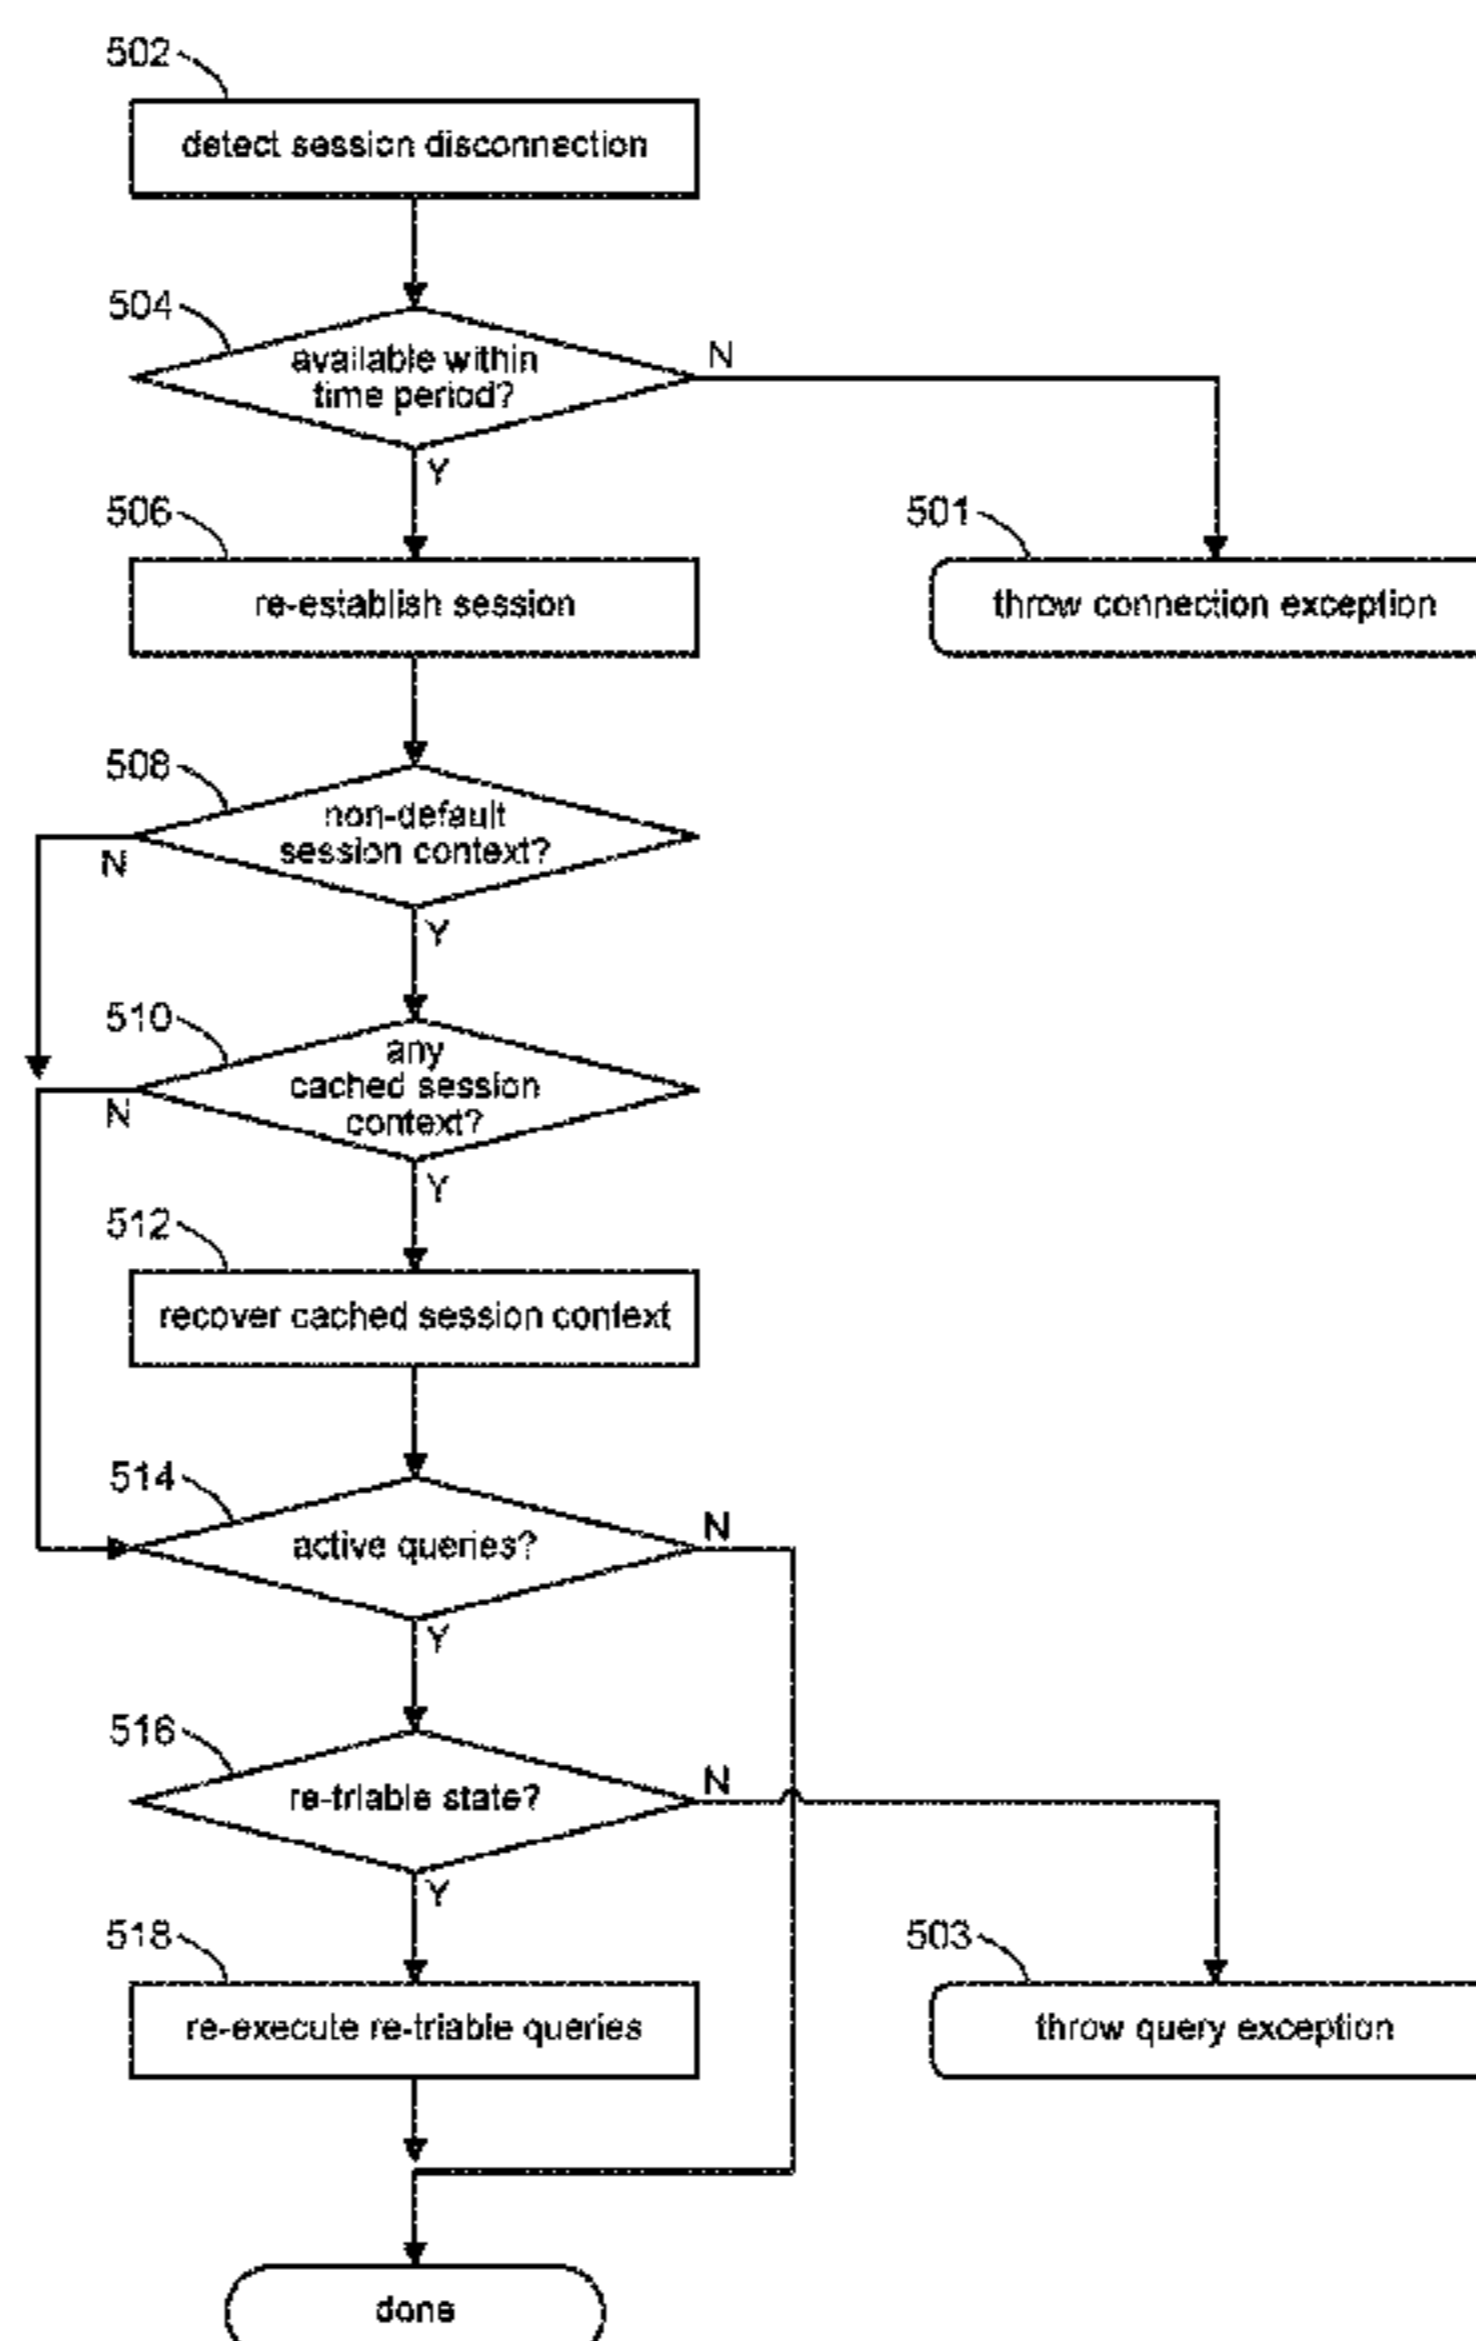 502
detect session disconnection
504
available within
time period?
N
Y
506
re-establish session
501
throw connection exception
508
non-default
session context?
N
Y
510
any
cached session
context?
N
Y
512
recover cached session context
514
active queries?
N
Y
516
re-triable state?
N
Y
518
re-execute re-triable queries
503
throw query exception
done